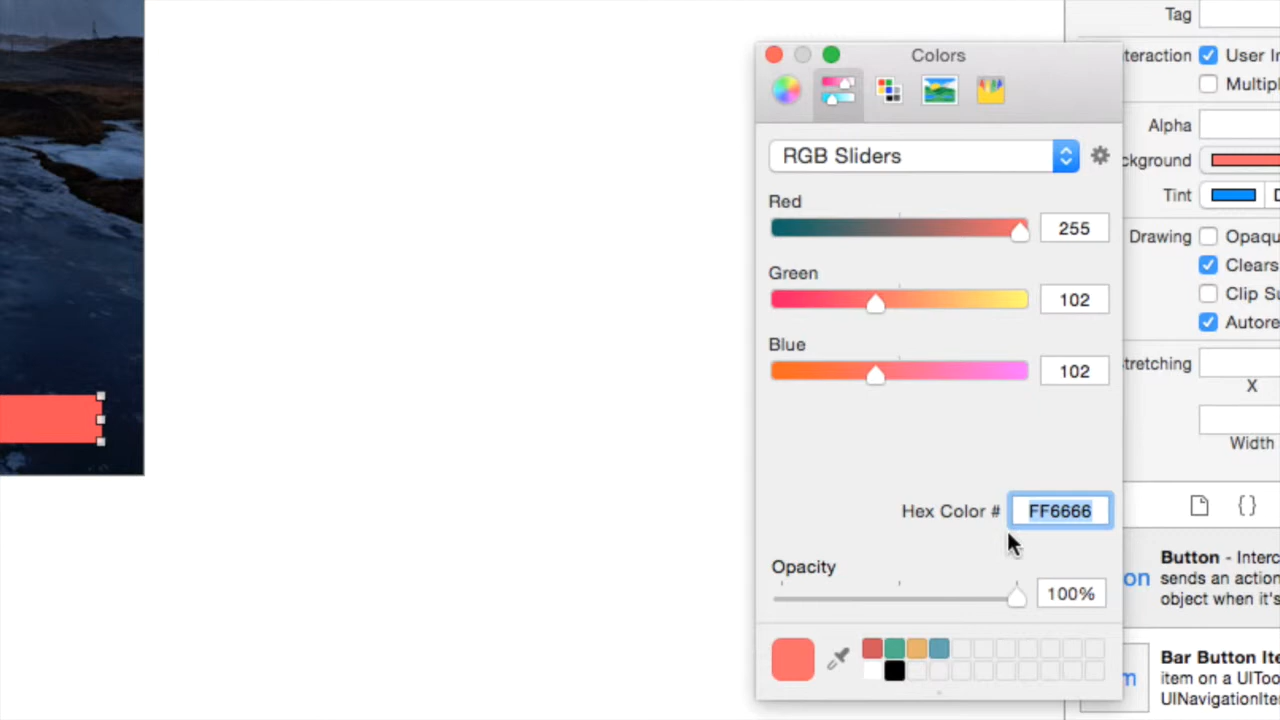 Colors
RGB Sliders
Red
255
Green
102
Blue
102
Hex Color # FF6666
Opacity
100%
Tag
teraction User In
Multipl
Alpha
ckground
Tint
Drawing Opaqu
Clears
Clip Su
Autore
tretching
X
Width
{ }
on
Button - Interc
sends an action
object when it's
m
Bar Button Ite
item on a UIToo
UINavigationIte